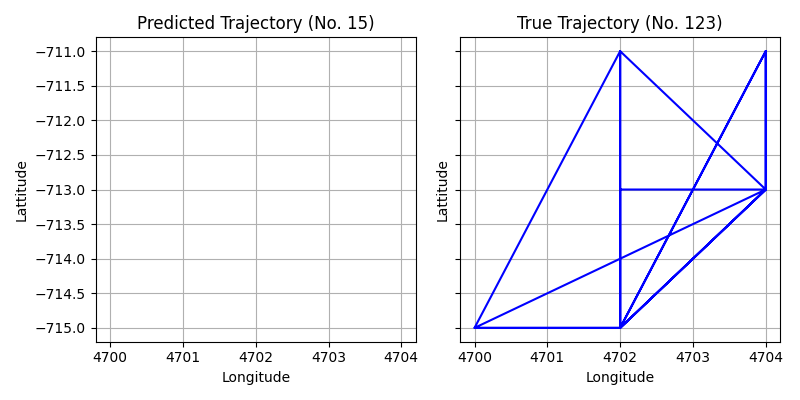 Predicted Trajectory (No. 15)
−711.0
−711.5
−712.0
−712.5
−713.0
−713.5
−714.0
−714.5
−715.0
Lattitude
4700 4701 4702 4703 4704
Longitude
True Trajectory (No. 123)
Lattitude
4700 4701 4702 4703 4704
Longitude